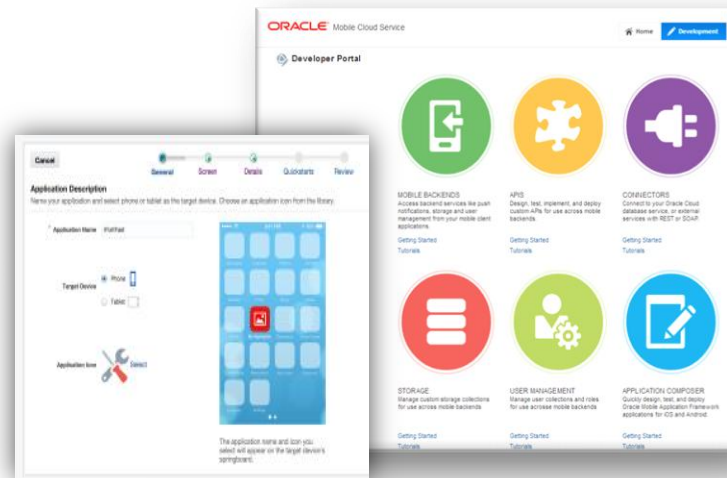 ORACLE Mobile Cloud Service
Home
Development
Developer Portal
MOBILE BACKENDS
Access backend services like push
notifications, storage and user
management from your mobile client
applications.
Getting Started
Tutorials
APIS
Design, test, implement, and deploy
custom APIs for use across mobile
backends.
Getting Started
Tutorials
CONNECTORS
Connect to your Oracle Cloud
database service, or external
services with REST or SOAP.
Getting Started
Tutorials
STORAGE
Manage custom storage collections
for use across mobile backends
Getting Started
Tutorials
USER MANAGEMENT
Manage user collections and roles
for use across mobile backends
Getting Started
Tutorials
APPLICATION COMPOSER
Quickly design, test, and deploy
Oracle Mobile Application Framework
applications for iOS and Android.
Getting Started
Tutorials
Cancel
General
Screen
Details
Quickstarts
Review
Application Description
Name your application and select phone or tablet as the target device. Choose an application icon from the library.
* Application Name
Target Device
Phone
Tablet
Application Icon
Select
The application name and icon you
select will appear on the target device's
springboard.